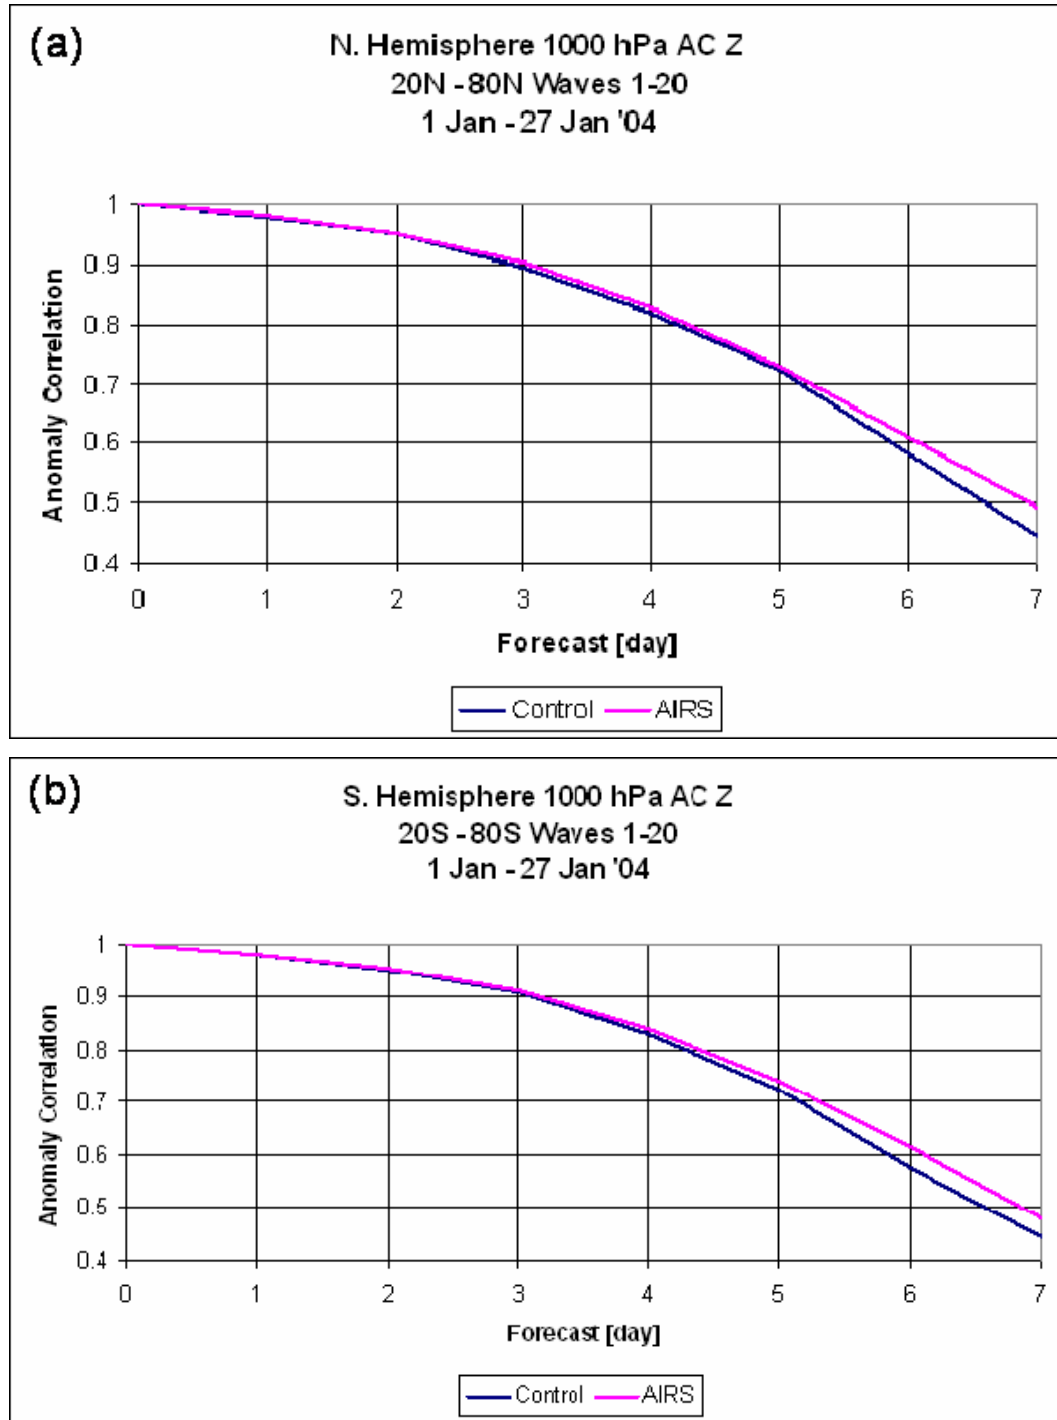 (a)
N. Hemisphere 1000 hPa AC Z
20N - 80N Waves 1-20
1 Jan - 27 Jan '04
Anomaly Correlation
1
0.9
0.8
0.7
0.6
0.5
0.4
0 1 2 3 4 5 6 7
Forecast [day]
Control AIRS
(b)
S. Hemisphere 1000 hPa AC Z
20S - 80S Waves 1-20
1 Jan - 27 Jan '04
Anomaly Correlation
1
0.9
0.8
0.7
0.6
0.5
0.4
0 1 2 3 4 5 6 7
Forecast [day]
Control AIRS